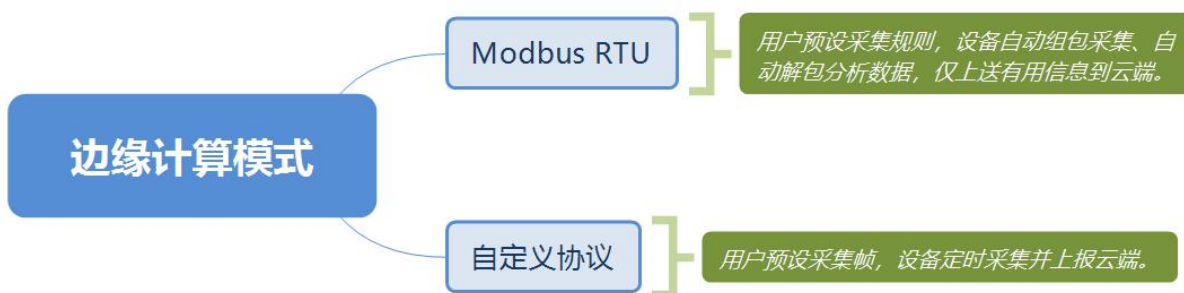 边缘计算模式
Modbus RTU
用户预设采集规则，设备自动组包采集、自
动解包分析数据，仅上送有用信息到云端。
自定义协议
用户预设采集帧，设备定时采集并上报云端。